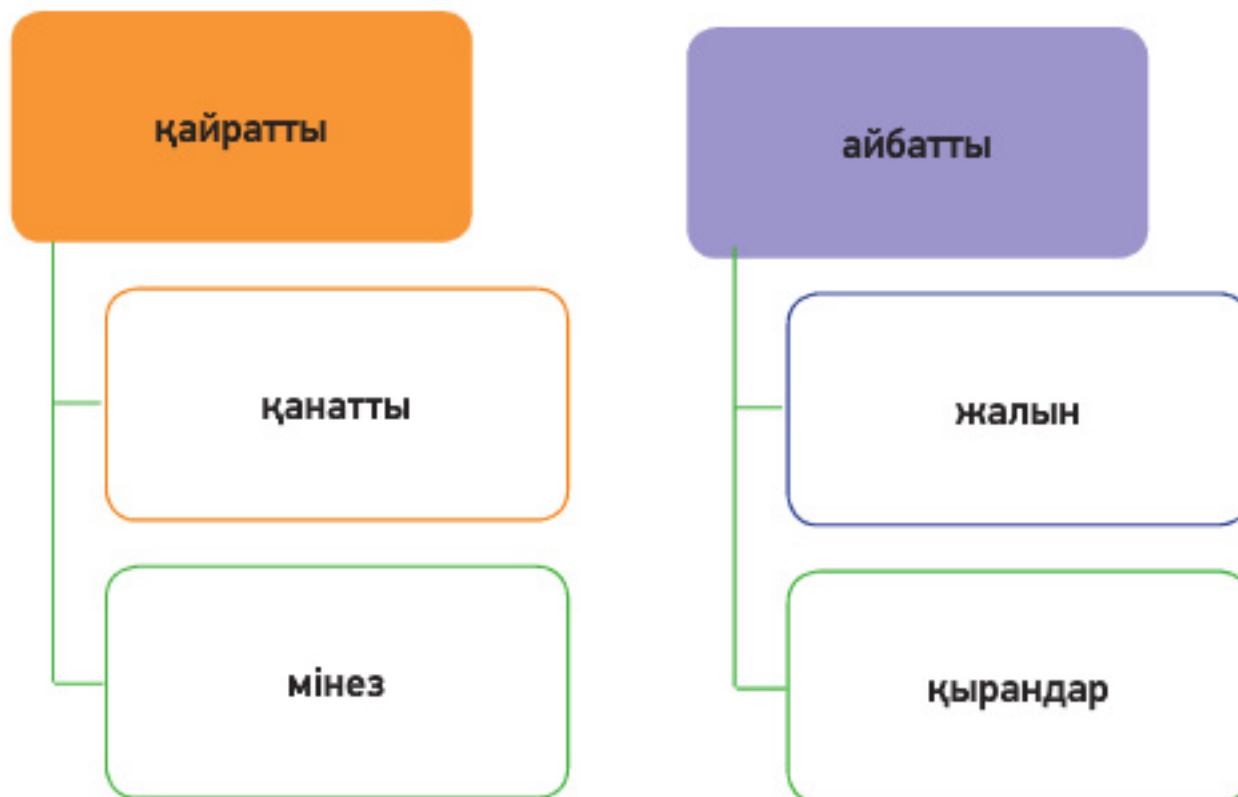 қайратты
қанатты
мінез
айбатты
жалын
қырандар